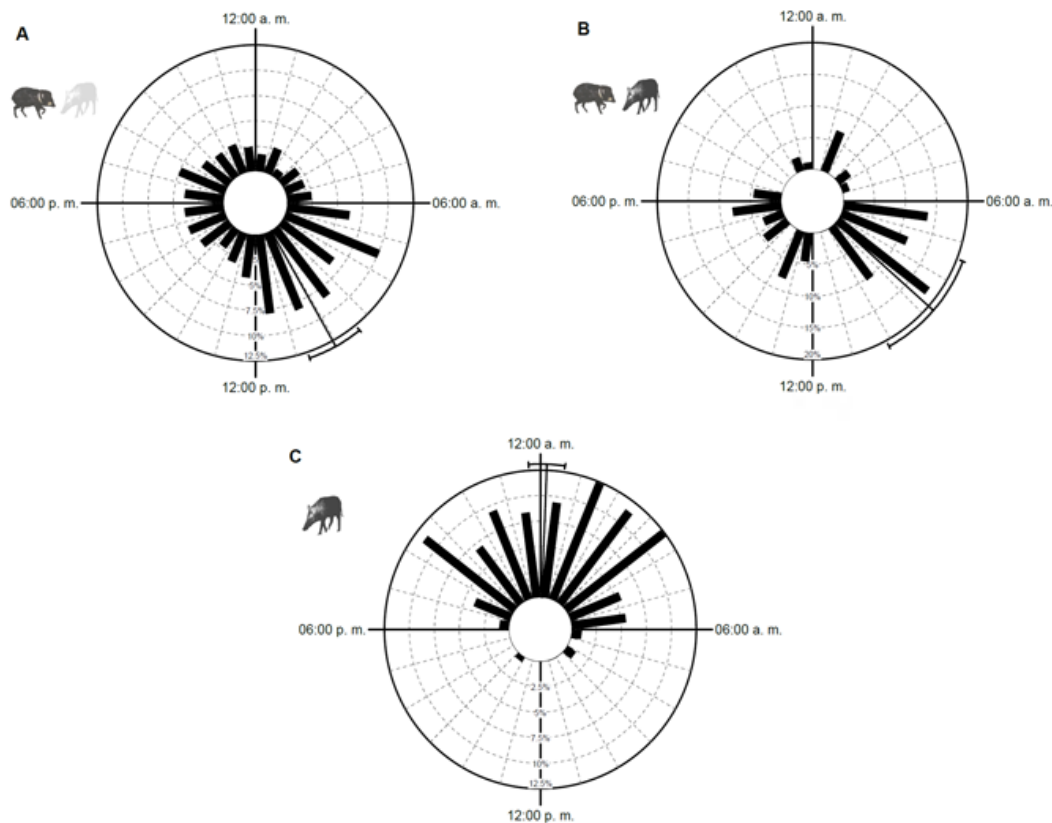 A
12:00 a. m.
06:00 p. m.
06:00 a. m.
5%
7.5%
10%
12.5%
12:00 p. m.
B
12:00 a. m.
06:00 p. m.
06:00 a. m.
5%
10%
15%
20%
12:00 p. m.
C
12:00 a. m.
06:00 p. m.
06:00 a. m.
2.5%
5%
7.5%
10%
12.5%
12:00 p. m.